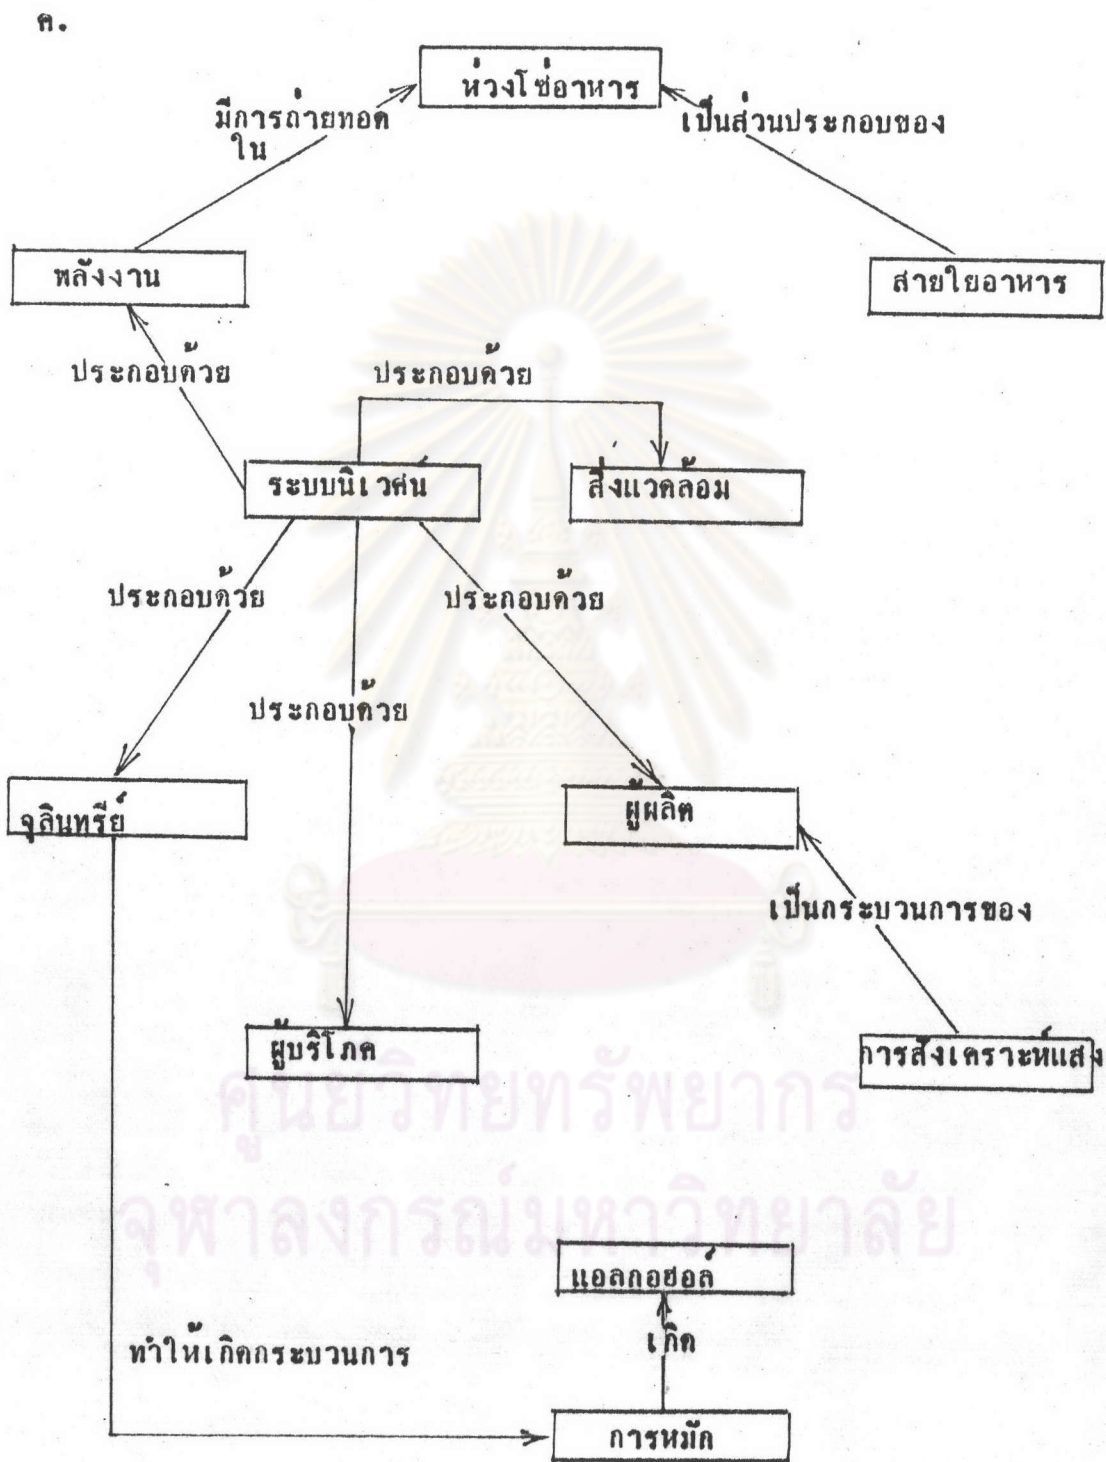 ค.
ห่วงโซ่อาหาร
มีการถ่ายทอด
ใน
เป็นส่วนประกอบของ
พลังงาน
สายใยอาหาร
ประกอบด้วย
ประกอบด้วย
ระบบนิเวศน์
สิ่งแวดล้อม
ประกอบด้วย
ประกอบด้วย
ประกอบด้วย
จุลินทรีย์
ผู้ผลิต
เป็นกระบวนการของ
ผู้บริโภค
การสังเคราะห์แสง
ศูนย์วิทยทรัพยากร
จุฬาลงกรณ์มหาวิทยาลัย
แอลกอฮอล์
ทำให้เกิดกระบวนการ
เกิด
การหมัก